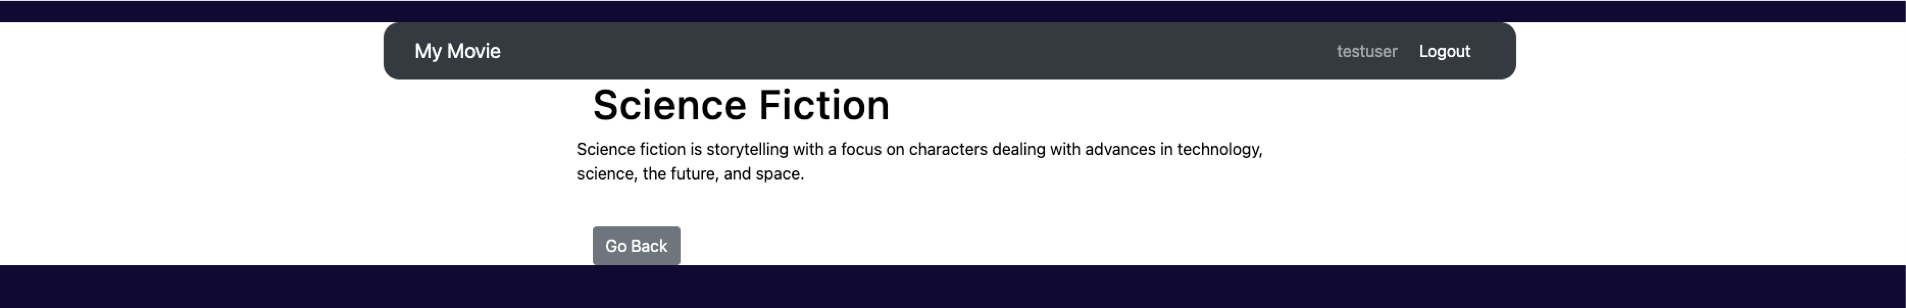 My Movie
testuser
Logout
Science Fiction
Science fiction is storytelling with a focus on characters dealing with advances in technology,
science, the future, and space.
Go Back